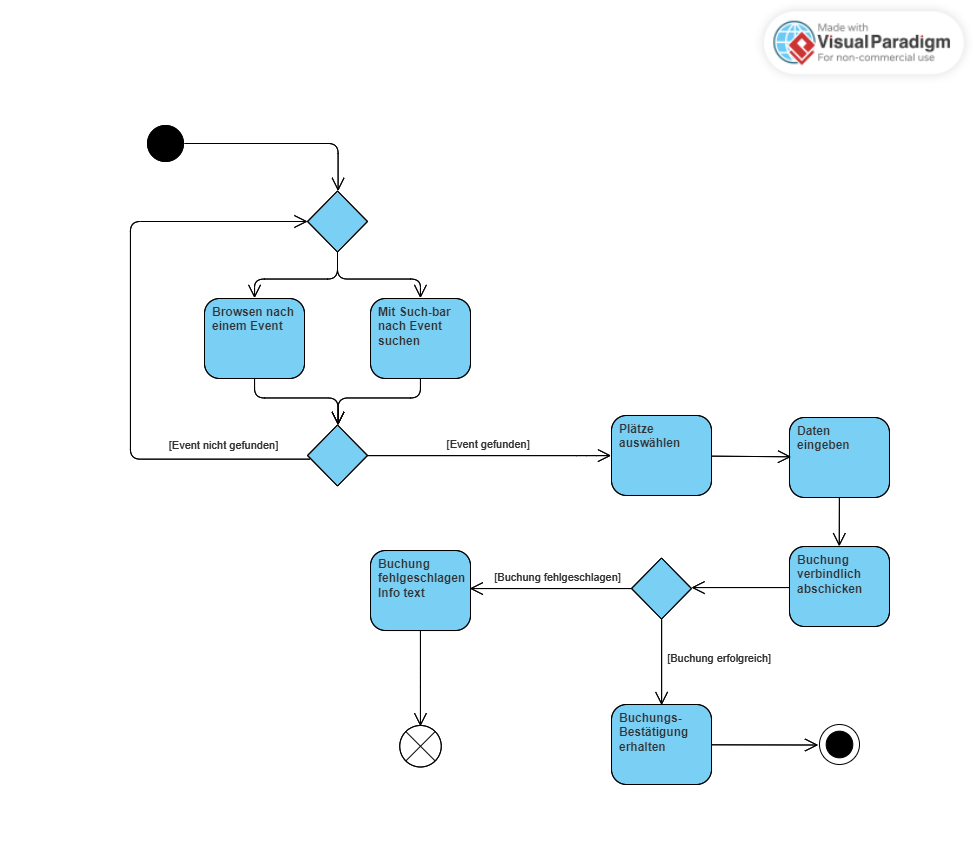 Made with
Visual Paradigm
For non-commercial use
Browsen nach
einem Event
Mit Such-bar
nach Event
suchen
[Event nicht gefunden]
[Event gefunden]
Plätze
auswählen
Daten
eingeben
Buchung
fehlgeschlagen
Info text
[Buchung fehlgeschlagen]
Buchung
verbindlich
abschicken
[Buchung erfolgreich]
Buchungs-
Bestätigung
erhalten